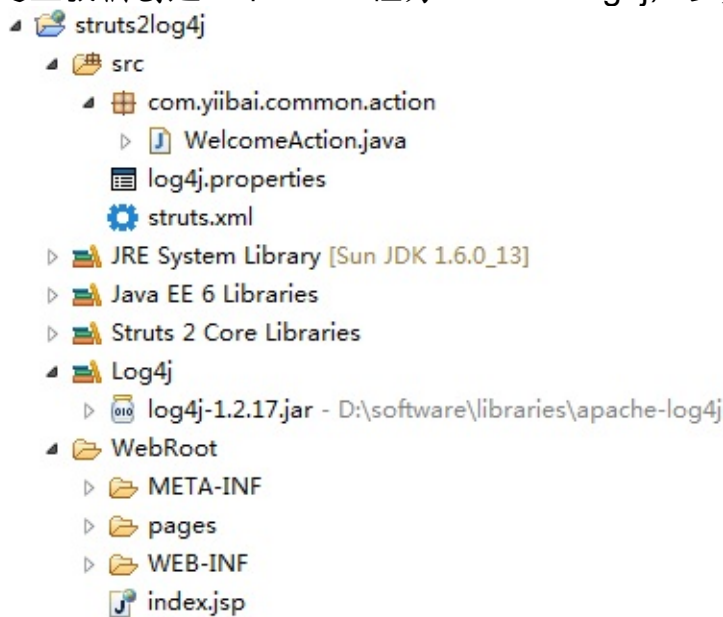 struts2log4j
src
com.yiibai.common.action
WelcomeAction.java
log4j.properties
struts.xml
JRE System Library [Sun JDK 1.6.0_13]
Java EE 6 Libraries
Struts 2 Core Libraries
Log4j
log4j-1.2.17.jar - D:\software\libraries\apache-log4j
WebRoot
META-INF
pages
WEB-INF
index.jsp